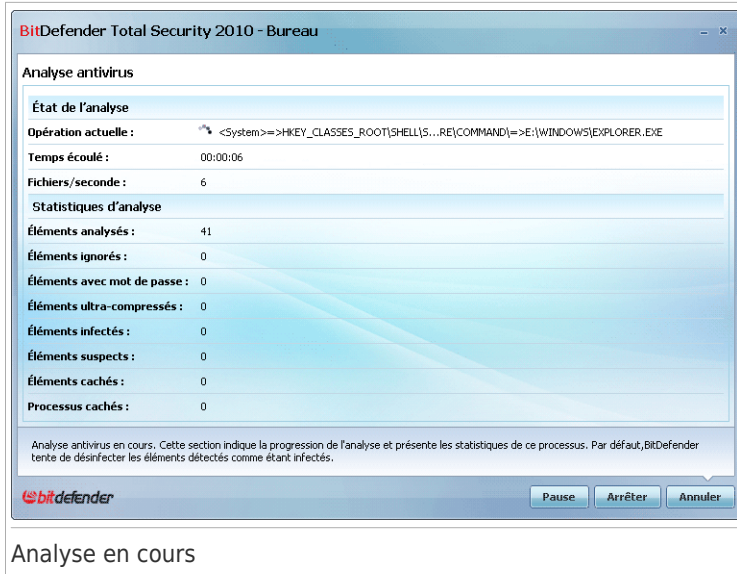 BitDefender Total Security 2010 - Bureau
Analyse antivirus
État de l'analyse
Opération actuelle : <System>=>HKEY_CLASSES_ROOT\SHELL\S...RE\COMMAND\=>E:\WINDOWS\EXPLORER.EXE
Temps écoulé : 00:00:06
Fichiers/seconde : 6
Statistiques d'analyse
Éléments analysés : 41
Éléments ignorés : 0
Éléments avec mot de passe : 0
Éléments ultra-compressés : 0
Éléments infectés : 0
Éléments suspects : 0
Éléments cachés : 0
Processus cachés : 0
Analyse antivirus en cours. Cette section indique la progression de l'analyse et présente les statistiques de ce processus. Par défaut,BitDefender
tente de désinfecter les éléments détectés comme étant infectés.
bitdefender Pause Arrêter Annuler
Analyse en cours